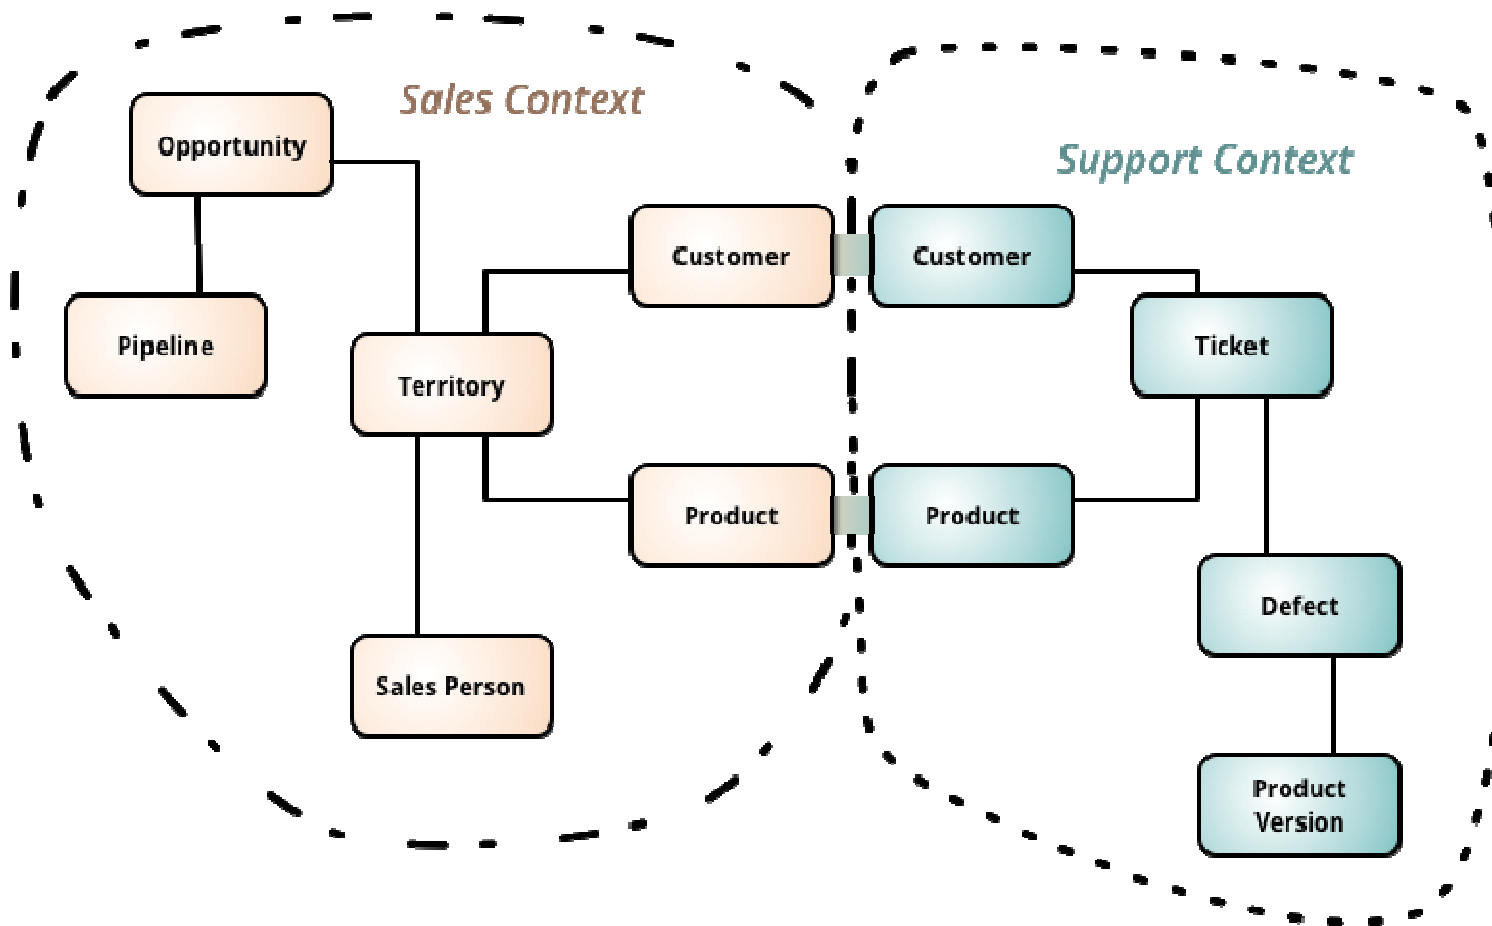 Sales Context
Support Context
Opportunity
Customer
Customer
Pipeline
Territory
Ticket
Product
Product
Defect
Sales Person
Product
Version